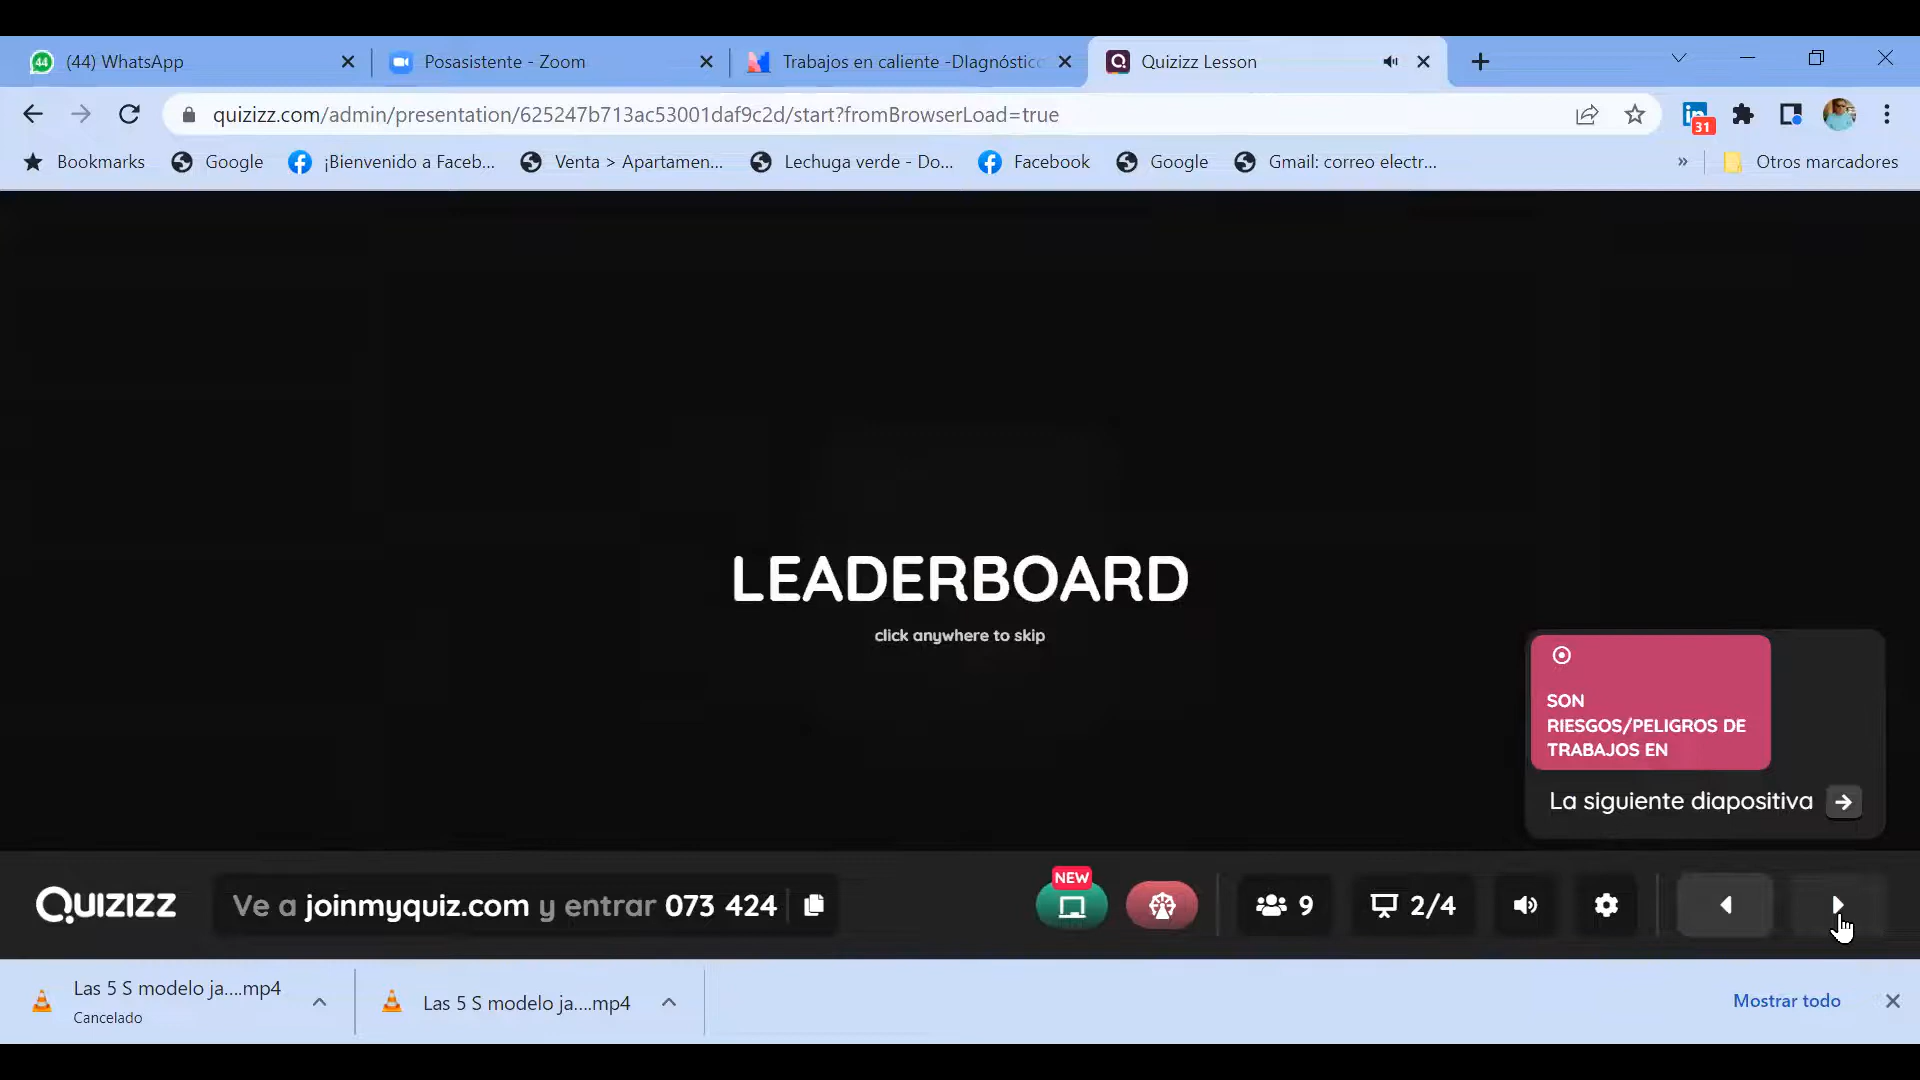 44
(44) WhatsApp
Posasistente - Zoom
Trabajos en caliente -DIagnóstico
Quizizz Lesson
quizizz.com/admin/presentation/625247b713ac53001daf9c2d/start?fromBrowserLoad=true
in
31
Bookmarks
Google
¡Bienvenido a Faceb...
Venta > Apartamen...
Lechuga verde - Do...
Facebook
Google
Gmail: correo electr...
»
Otros marcadores
LEADERBOARD
click anywhere to skip
SON
RIESGOS/PELIGROS DE
TRABAJOS EN
La siguiente diapositiva
QUIZIZZ
Ve a joinmyquiz.com y entrar 073 424
NEW
9
2/4
Las 5 S modelo ja....mp4
Cancelado
Las 5 S modelo ja....mp4
Mostrar todo